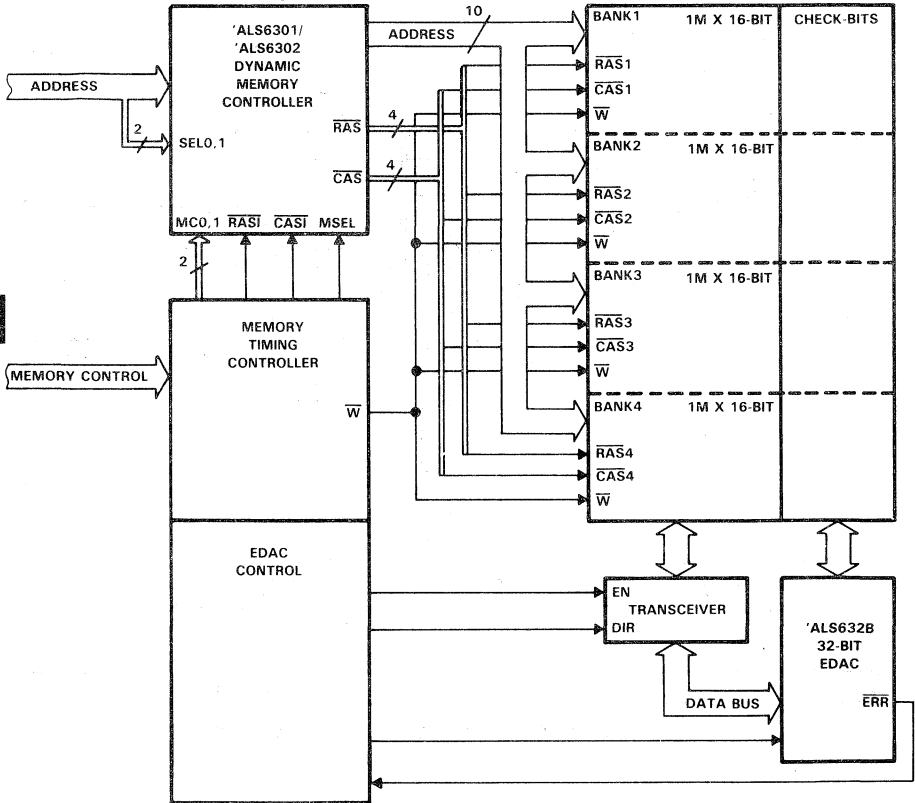 'ALS6301/
'ALS6302
DYNAMIC
MEMORY
CONTROLLER
ADDRESS
2
SEL0,1
RAS
CAS
MC0,1 RASI CASI MSEL
2
10
ADDRESS
4
4
BANK1 1M X 16-BIT
CHECK-BITS
RAS1
CAS1
W
BANK2 1M X 16-BIT
RAS2
CAS2
W
BANK3 1M X 16-BIT
RAS3
CAS3
W
BANK4 1M X 16-BIT
RAS4
CAS4
W
MEMORY
TIMING
CONTROLLER
MEMORY CONTROL
W
EDAC
CONTROL
EN
TRANSCEIVER
DIR
'ALS632B
32-BIT
EDAC
DATA BUS
ERR